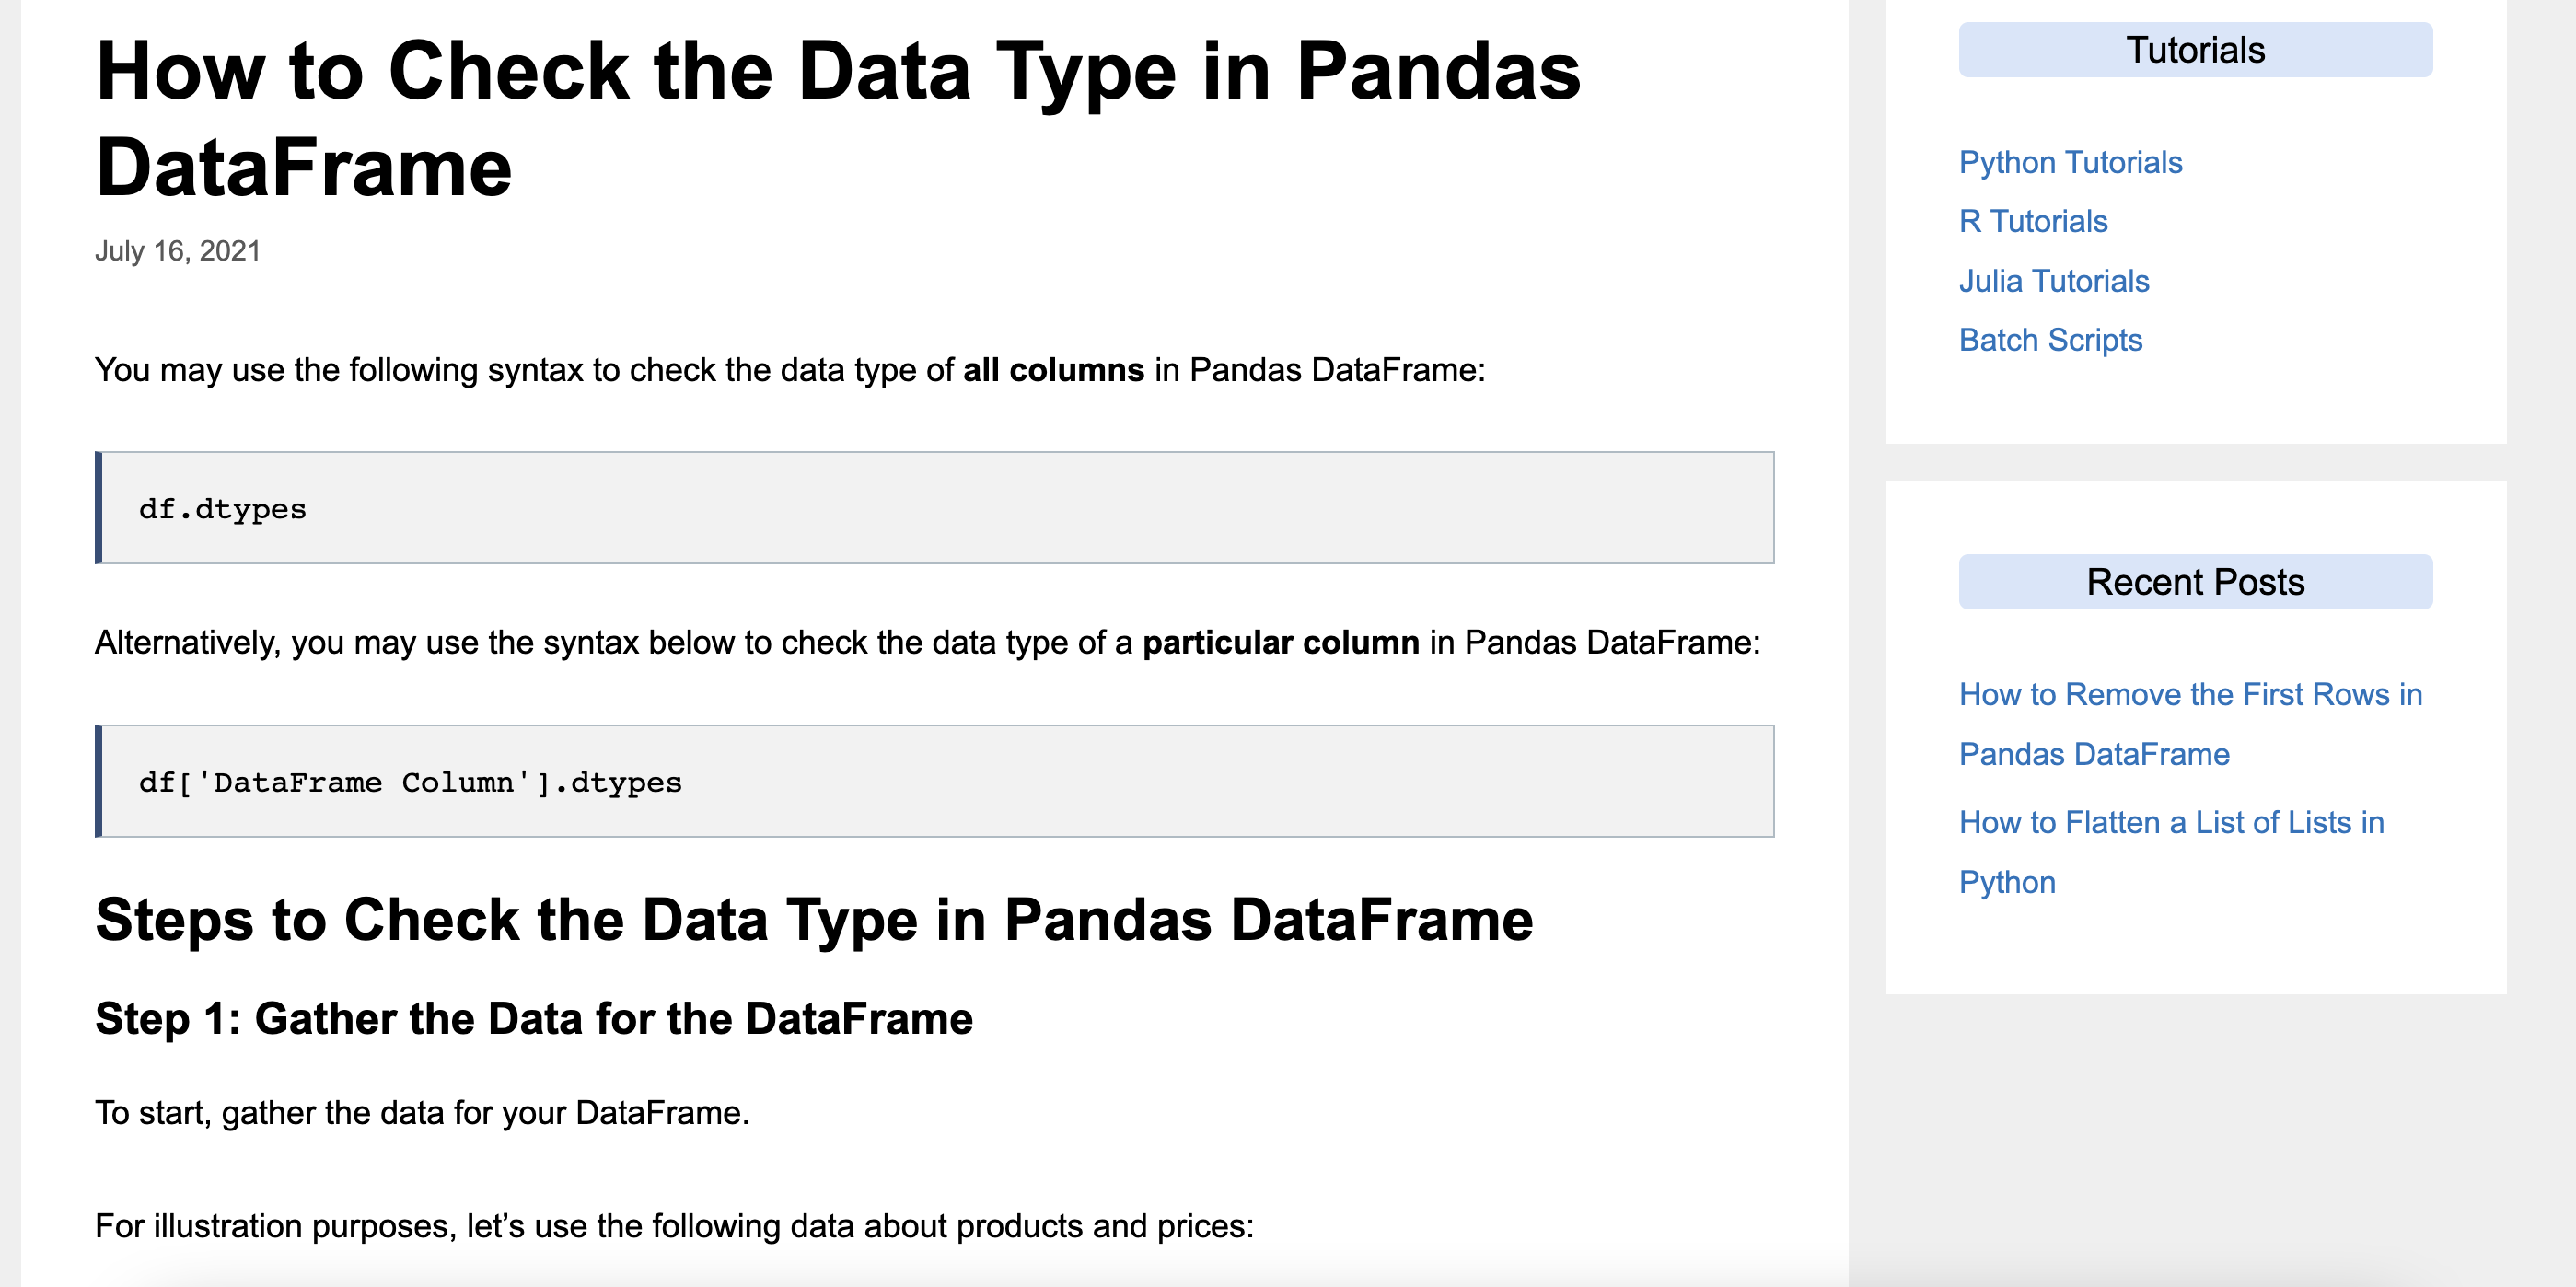 How to Check the Data Type in Pandas
DataFrame
July 16, 2021
You may use the following syntax to check the data type of all columns in Pandas DataFrame:
df.dtypes
Alternatively, you may use the syntax below to check the data type of a particular column in Pandas DataFrame:
df['DataFrame Column'].dtypes
Steps to Check the Data Type in Pandas DataFrame
Step 1: Gather the Data for the DataFrame
To start, gather the data for your DataFrame.
For illustration purposes, let’s use the following data about products and prices:
Tutorials
Python Tutorials
R Tutorials
Julia Tutorials
Batch Scripts
Recent Posts
How to Remove the First Rows in
Pandas DataFrame
How to Flatten a List of Lists in
Python